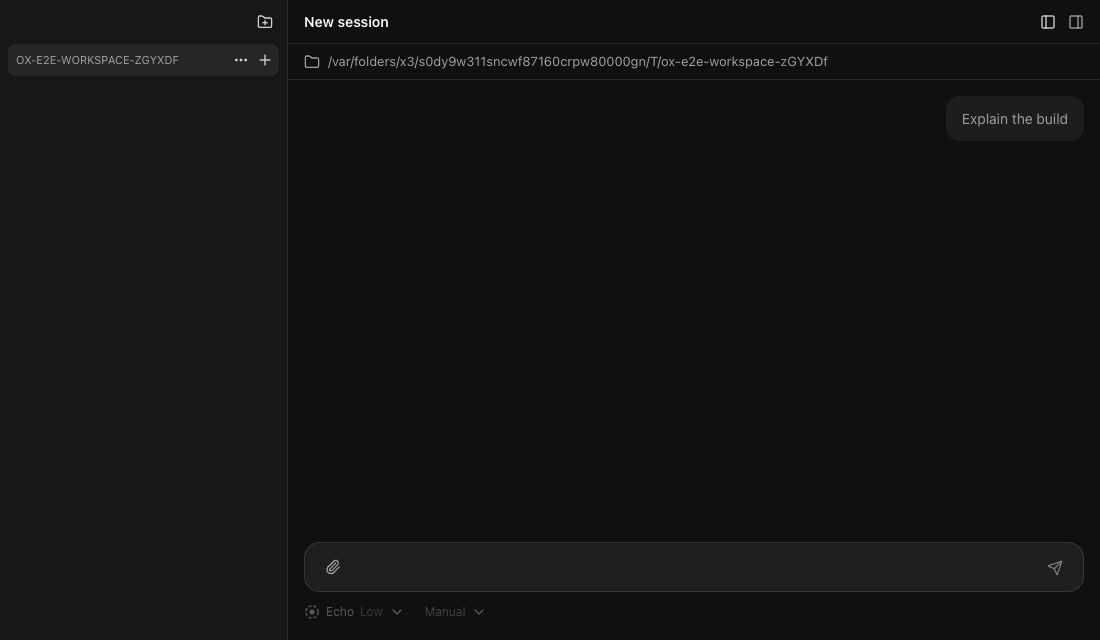 New session
OX-E2E-WORKSPACE-ZGYXDF
/var/folders/x3/s0dy9w311sncwf87160crpw80000gn/T/ox-e2e-workspace-zGYXDf
Explain the build
Echo Low Manual